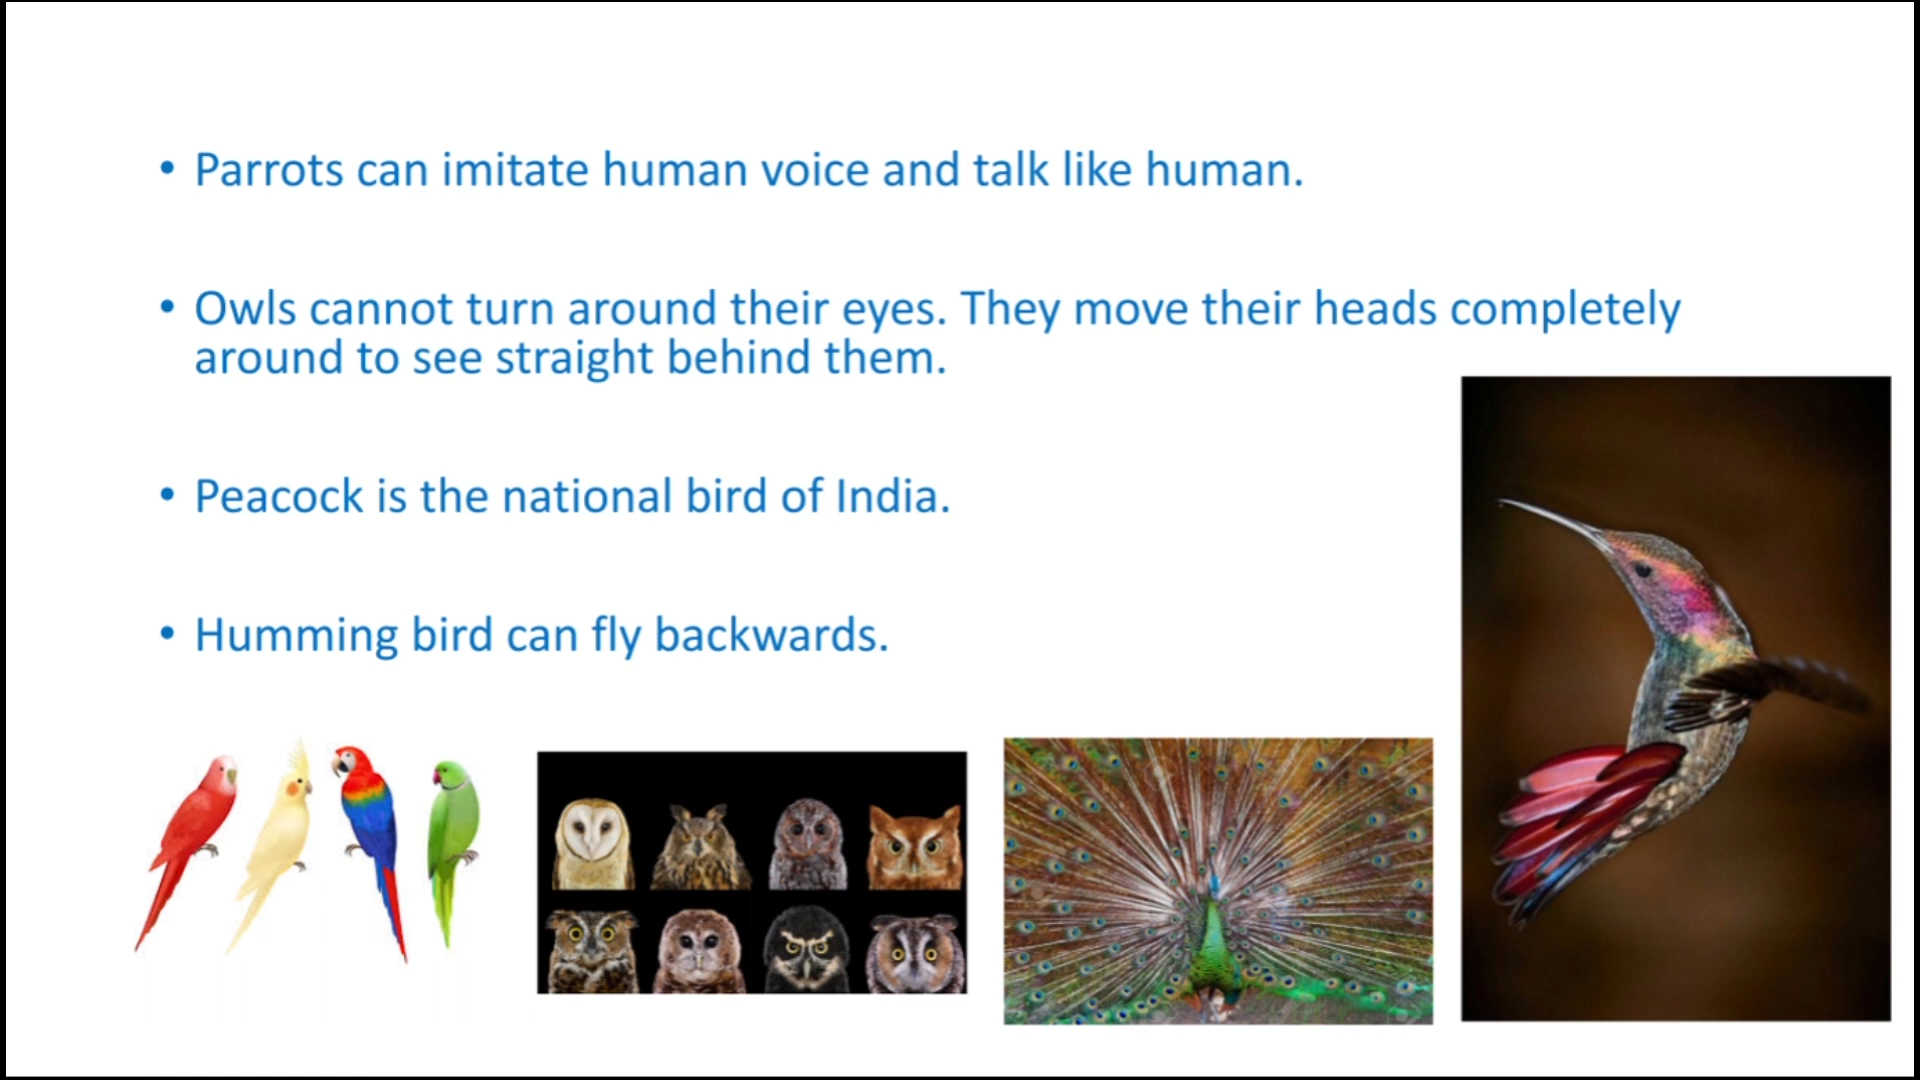 • Parrots can imitate human voice and talk like human.
• Owls cannot turn around their eyes. They move their heads completely
around to see straight behind them.
• Peacock is the national bird of India.
• Humming bird can fly backwards.